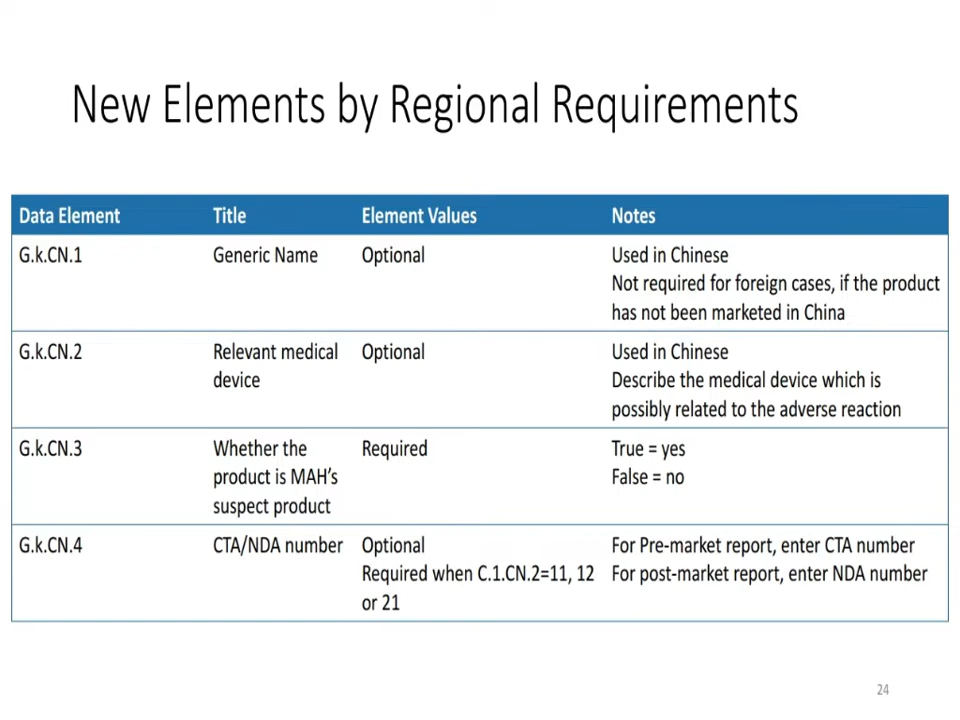 New Elements by Regional Requirements
Data Element Title Element Values Notes
G.k.CN.1 Generic Name Optional Used in Chinese
Not required for foreign cases, if the product
has not been marketed in China
G.k.CN.2 Relevant medical Optional Used in Chinese
device Describe the medical device which is
possibly related to the adverse reaction
G.k.CN.3 Whether the Required True = yes
product is MAH's False = no
suspect product
G.k.CN.4 CTA/NDA number Optional For Pre-market report, enter CTA number
Required when C.1.CN.2=11, 12 For post-market report, enter NDA number
or 21
24